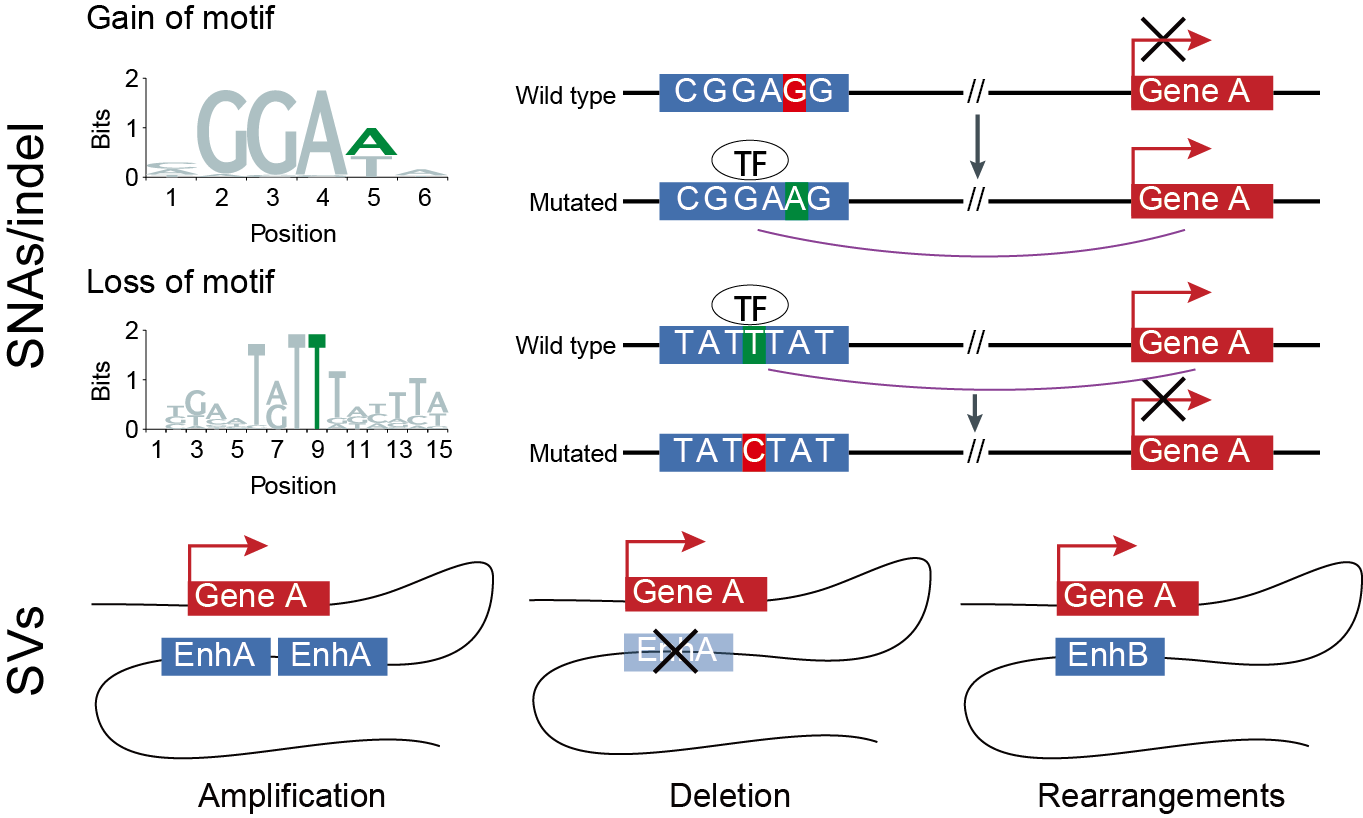 SNAs/indel
Gain of motif
Bits
2
1
0
GGAA
T
1 2 3 4 5 6
Position
Wild type CGGAGG // Gene A
TF
Mutated CGGAAG // Gene A
Loss of motif
Bits
2
1
0
1 3 5 7 9 11 13 15
Position
TF
Wild type TATTTAT // Gene A
Mutated TATCTAT // Gene A
SVs
Gene A
EnhA EnhA
Amplification
Gene A
EnhA
Deletion
Gene A
EnhB
Rearrangements